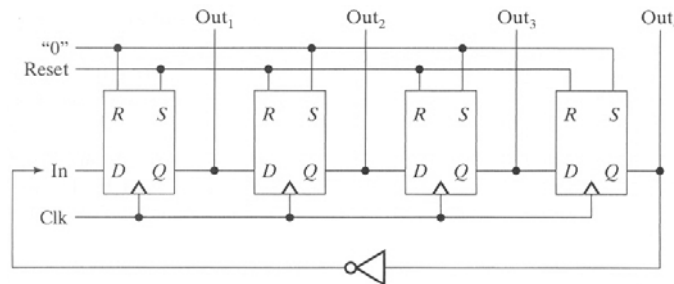 Out₁ Out₂ Out₃ Out
“0”
Reset
R S R S R S R S
In D Q D Q D Q D Q
Clk